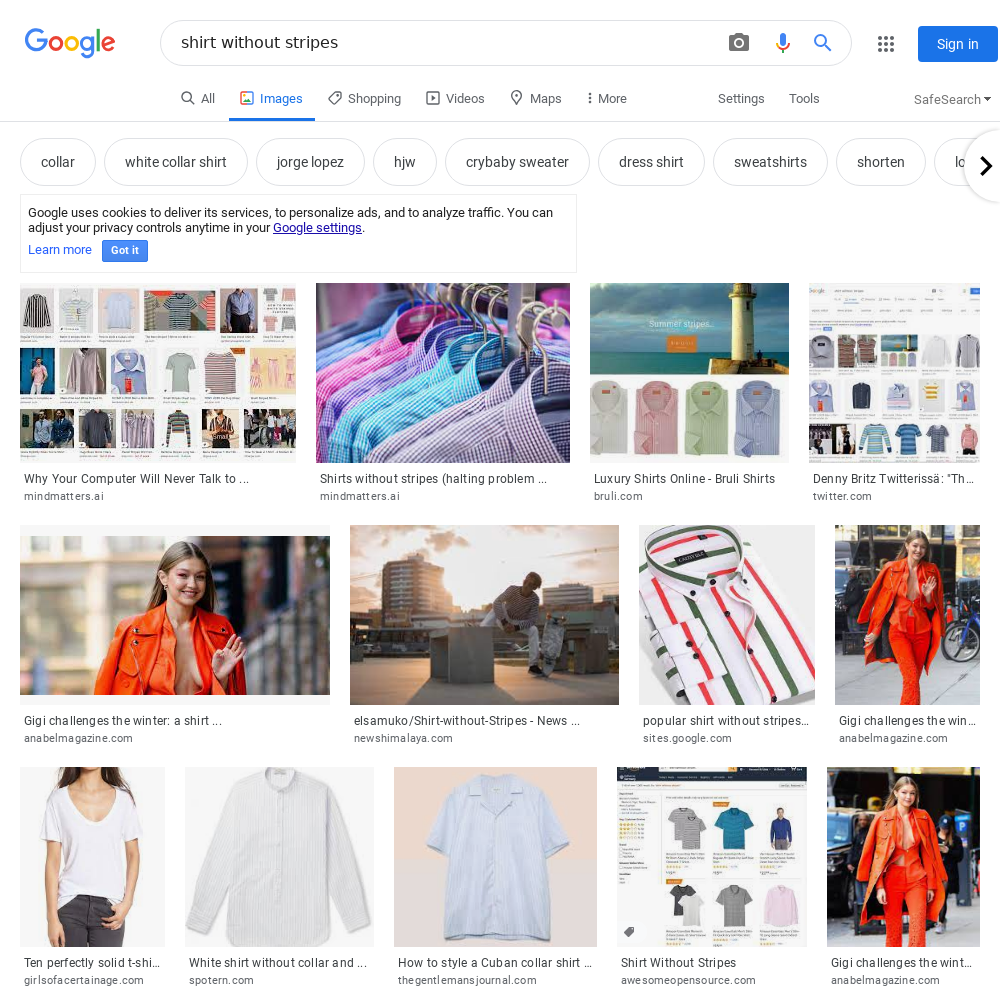 Google
shirt without stripes
Sign in
All
Images
Shopping
Videos
Maps
More
Settings
Tools
SafeSearch
collar
white collar shirt
jorge lopez
hjw
crybaby sweater
dress shirt
sweatshirts
shorten
Google uses cookies to deliver its services, to personalize ads, and to analyze traffic. You can
adjust your privacy controls anytime in your Google settings.
Learn more
Got it
Summer stripes.
Why Your Computer Will Never Talk to ...
mindmatters.ai
Shirts without stripes (halting problem ...
mindmatters.ai
Luxury Shirts Online - Bruli Shirts
bruli.com
Denny Britz Twitterissä: "Th...
twitter.com
Gigi challenges the winter: a shirt ...
anabelmagazine.com
elsamuko/Shirt-without-Stripes - News ...
newshimalaya.com
popular shirt without stripes...
sites.google.com
Gigi challenges the win...
anabelmagazine.com
Ten perfectly solid t-shi...
girlsofacertainage.com
White shirt without collar and ...
spotern.com
How to style a Cuban collar shirt ...
thegentlemansjournal.com
Shirt Without Stripes
awesomeopensource.com
Gigi challenges the wint...
anabelmagazine.com